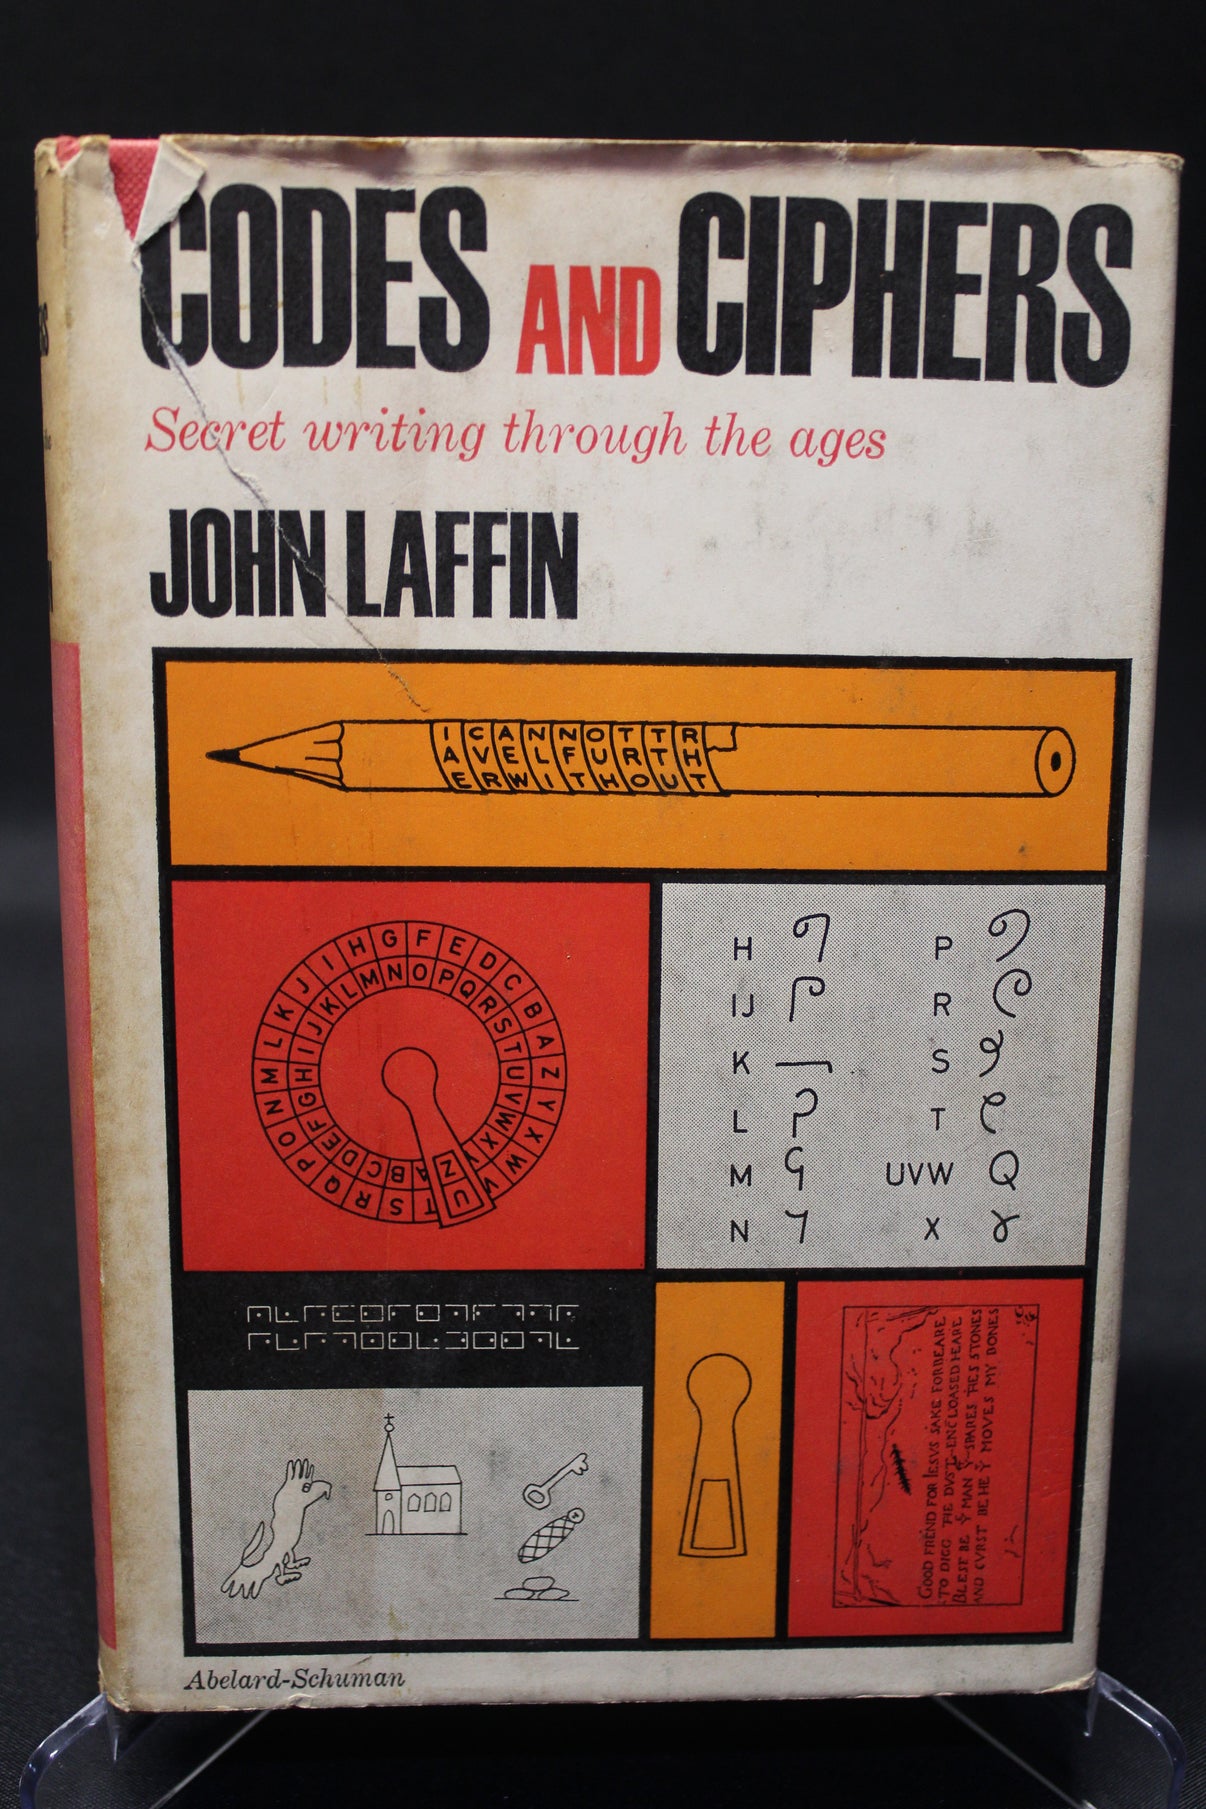 CODES AND CIPHERS
Secret writing through the ages
JOHN LAFFIN
ICANNOTTR
AVELFURTH
ERWITHOUT
H G F E D C B A Z Y X W V U T S R Q P O N M L K J I
M N O P Q R S T U V W X Y Z A B C D E F G H I J K L
H P
IJ R
K S
L T
M UVW
N X
GOOD FREND FOR IESVS SAKE FORBEARE
TO DIGG THE DVST ENCLOASED HEARE
BLESE BE Y MAN Y SPARES THES STONES
AND CVRST BE HE Y MOVES MY BONES
Abelard-Schuman